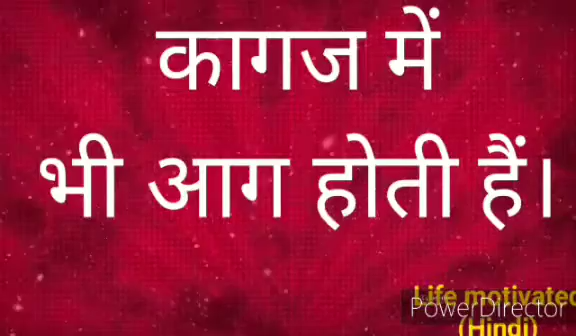 कागज में
भी आग होती हैं।
Life motivated
PowerDirector
(Hindi)